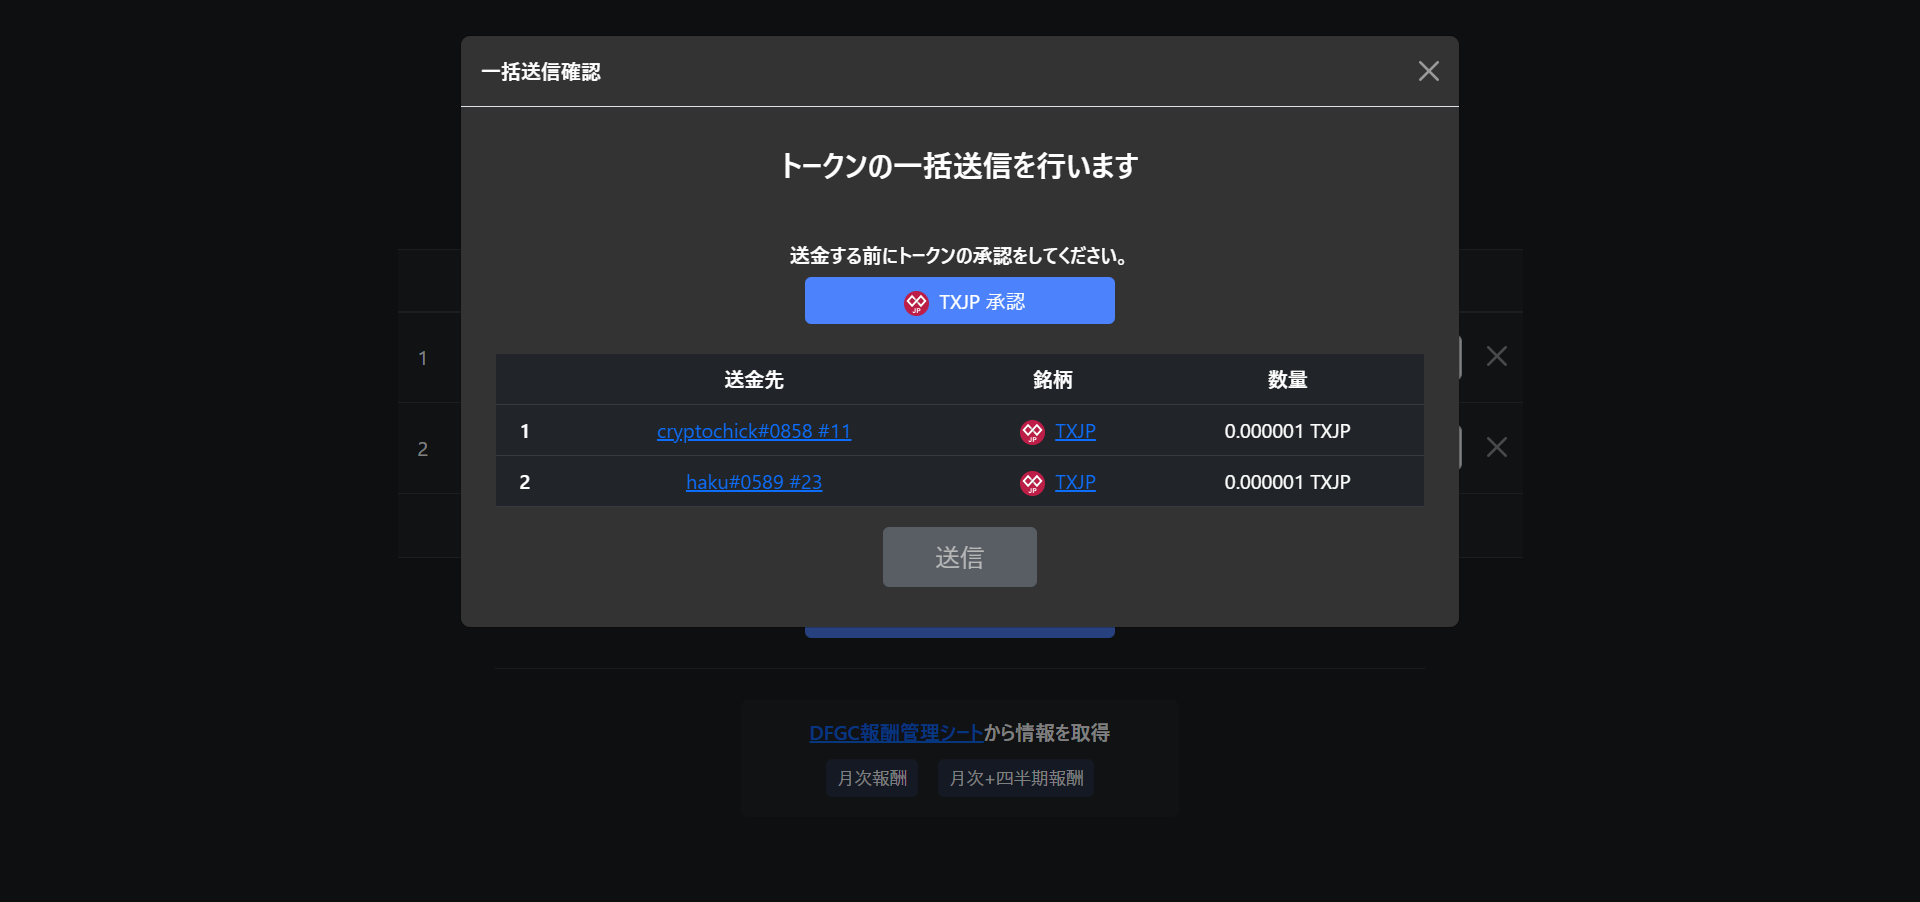 一括送信確認
トークンの一括送信を行います
送金する前にトークンの承認をしてください。
JP TXJP 承認
送金先 銘柄 数量
1 cryptochick#0858 #11 JP TXJP 0.000001 TXJP
2 haku#0589 #23 JP TXJP 0.000001 TXJP
送信
1
2
DFGC報酬管理シートから情報を取得
月次報酬 月次+四半期報酬